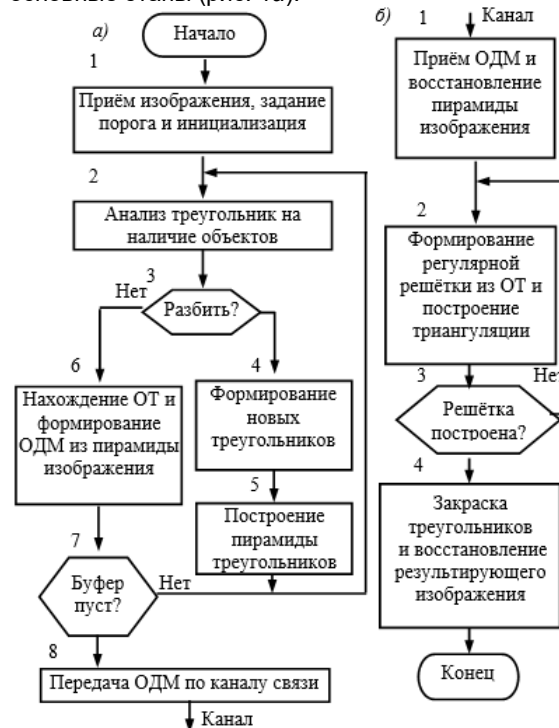 основные этапы (рис. 1а).
а)
Начало
1
Приём изображения, задание
порога и инициализация
2
Анализ треугольник на
наличие объектов
3
Нет
Разбить?
6
Нахождение ОТ и
формирование
ОДМ из пирамиды
изображения
4
Формирование
новых
треугольников
5
Построение
пирамиды
треугольников
7
Буфер
пуст?
Нет
8
Передача ОДМ по каналу связи
Канал
б)
1
Канал
Приём ОДМ и
восстановление
пирамиды
изображения
2
Формирование
регулярной
решётки из ОТ и
построение
триангуляции
3
Нет
Решётка
построена?
4
Закраска
треугольников
и восстановление
результирующего
изображения
Конец